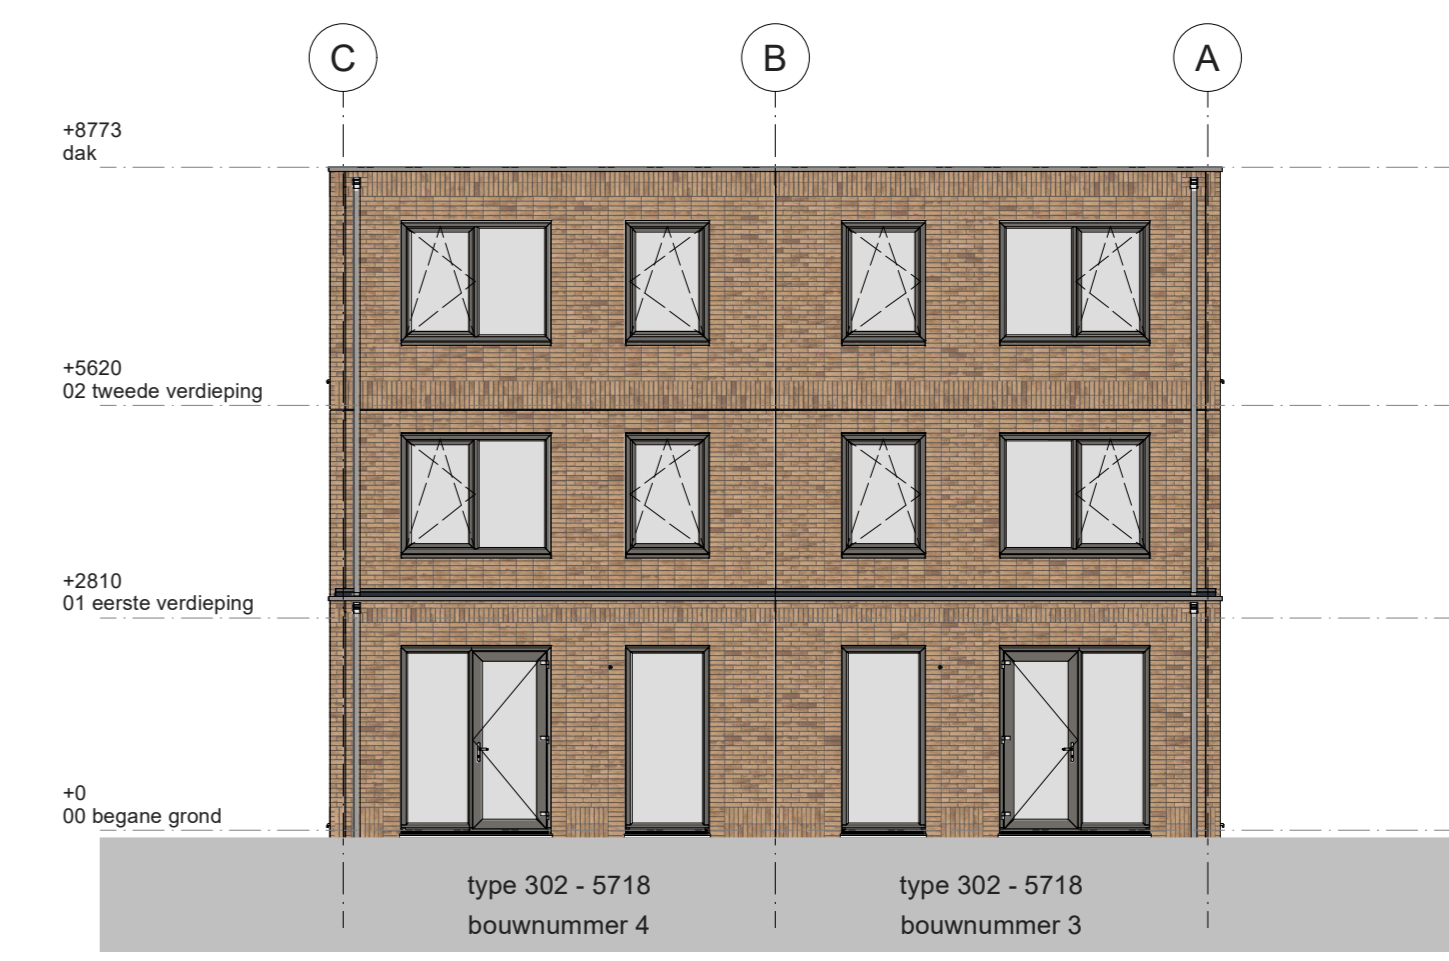 C
B
A
+8773
dak
+5620
02 tweede verdieping
+2810
01 eerste verdieping
+0
00 begane grond
type 302 - 5718
bouwnummer 4
type 302 - 5718
bouwnummer 3